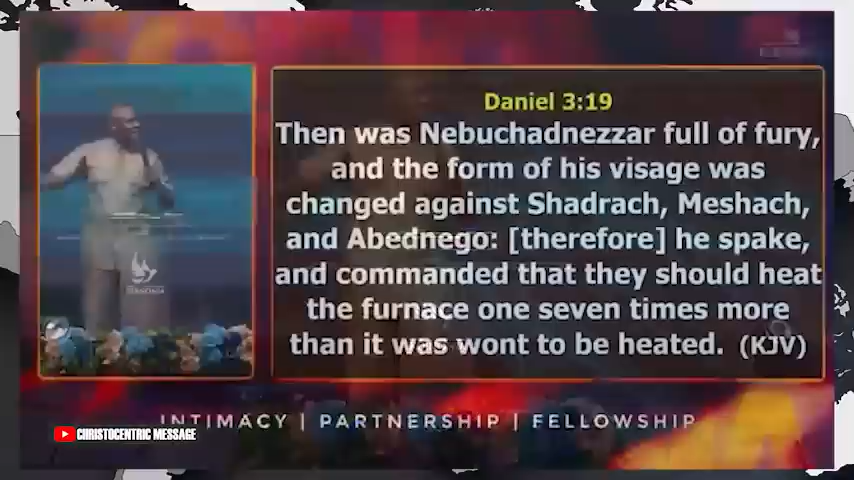 Daniel 3:19
Then was Nebuchadnezzar full of fury,
and the form of his visage was
changed against Shadrach, Meshach,
and Abednego: [therefore] he spake,
and commanded that they should heat
the furnace one seven times more
than it was wont to be heated. (KJV)
INTIMACY | PARTNERSHIP | FELLOWSHIP
CHRISTOCENTRIC MESSAGE